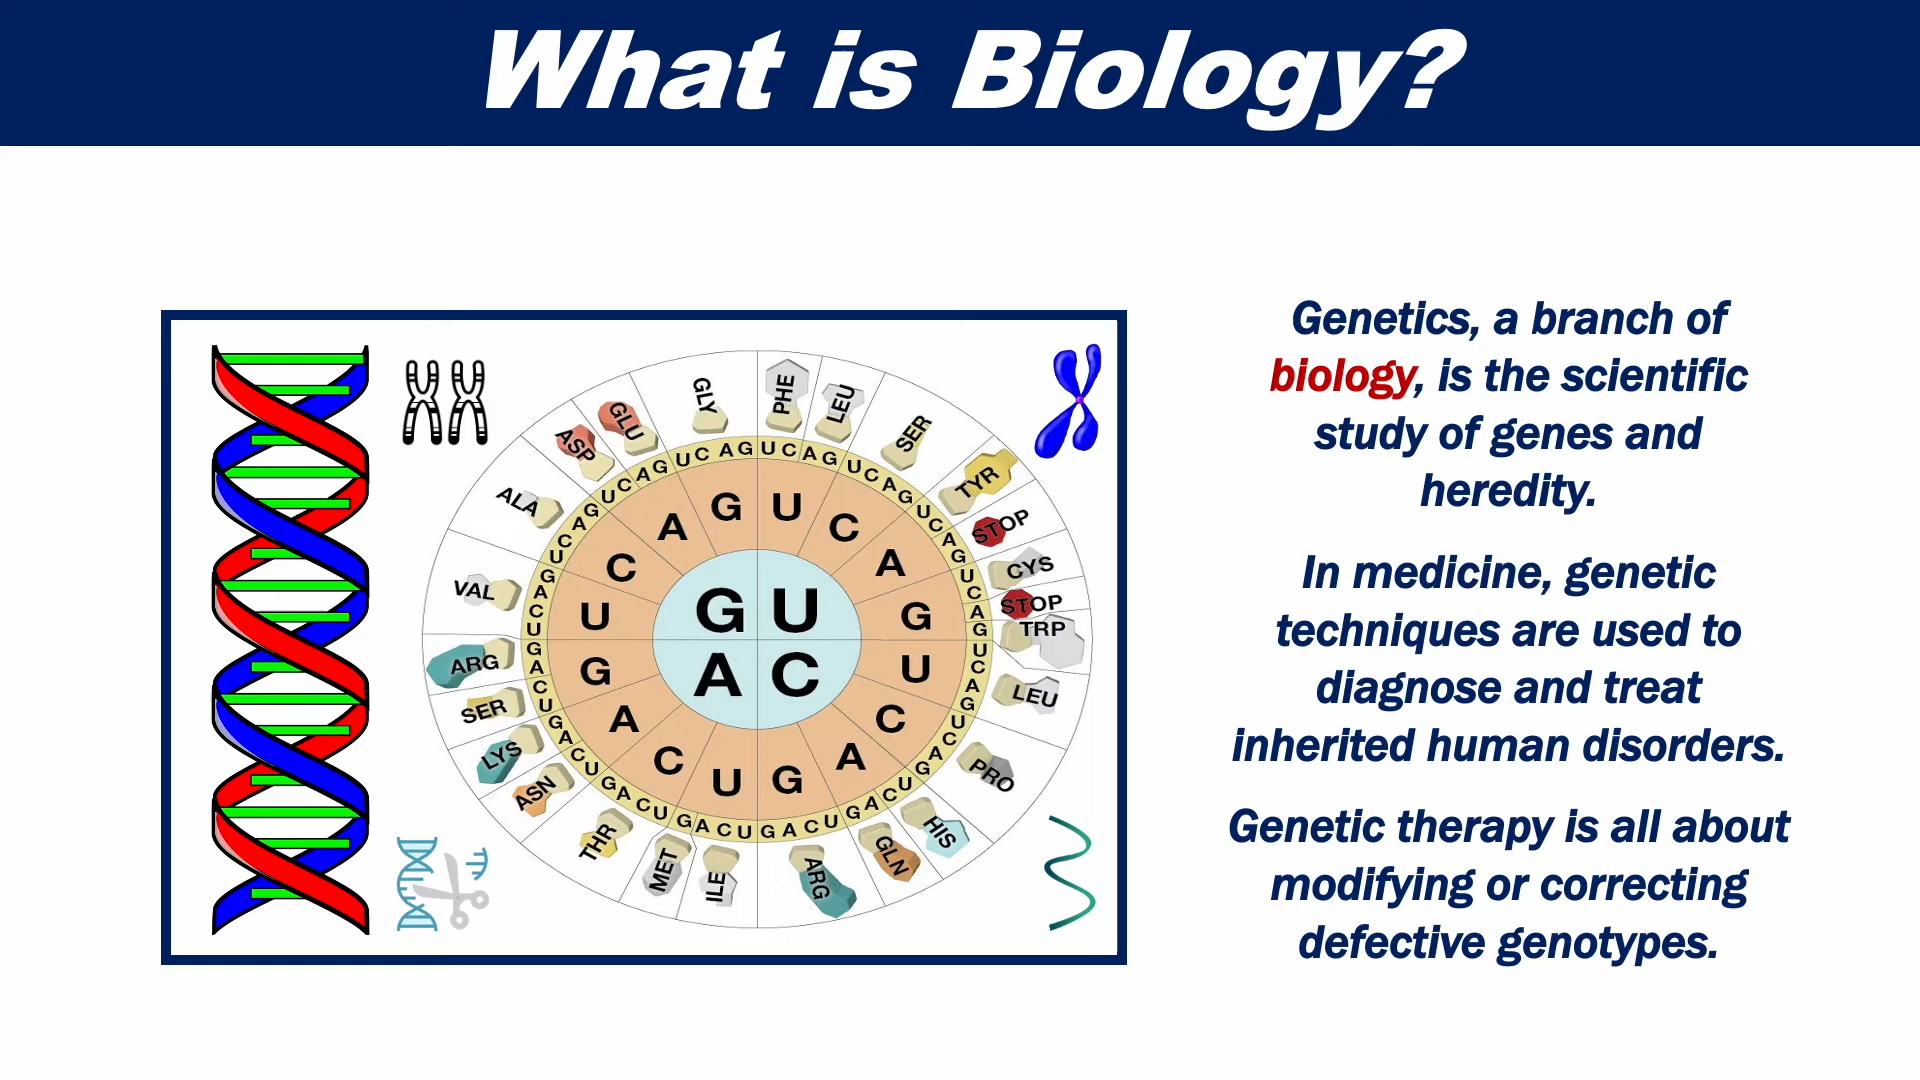 What is Biology?
Genetics, a branch of
biology, is the scientific
study of genes and
heredity.
In medicine, genetic
techniques are used to
diagnose and treat
inherited human disorders.
Genetic therapy is all about
modifying or correcting
defective genotypes.
G U
A C
G U C A G U C A G U C A G U C A
U C A G U C A G U C A G U C A G U C A G U C A G U C A G U C A G U C A G U C A G U C A G U C A G U C A G U C A G U C A G U C A G
PHE
LEU
SER
TYR
STOP
CYS
STOP
TRP
LEU
PRO
HIS
GLN
ARG
ILE
MET
THR
ASN
LYS
SER
ARG
VAL
ALA
ASP
GLU
GLY